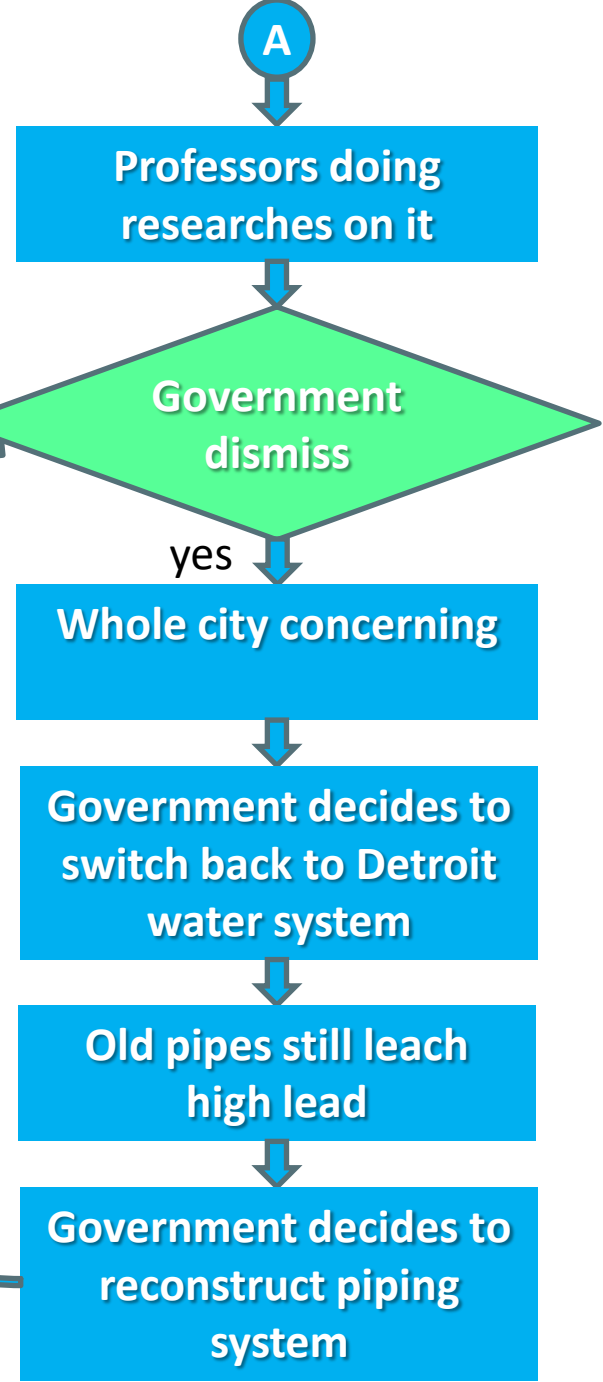 A
Professors doing
researches on it
Government
dismiss
yes
Whole city concerning
Government decides to
switch back to Detroit
water system
Old pipes still leach
high lead
Government decides to
reconstruct piping
system